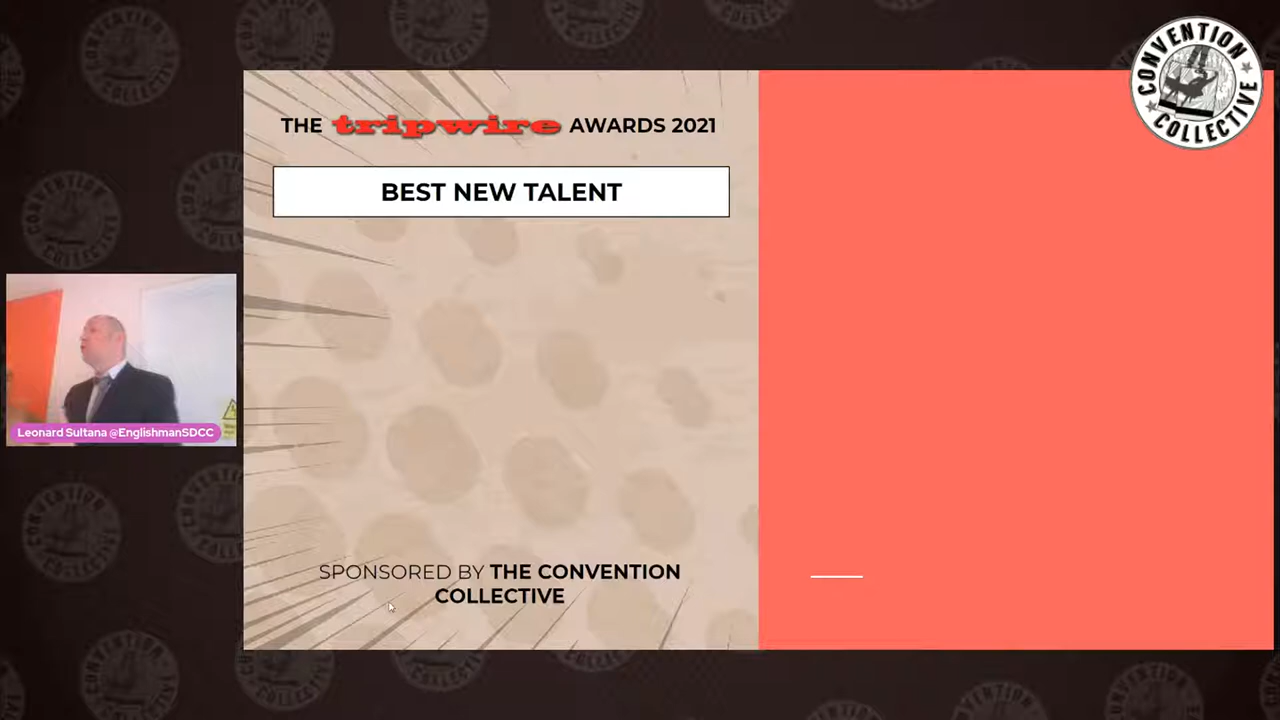 CONVENTION
COLLECTIVE
THE tripwire AWARDS 2021
BEST NEW TALENT
Leonard Sultana @EnglishmanSDCC
SPONSORED BY THE CONVENTION
COLLECTIVE